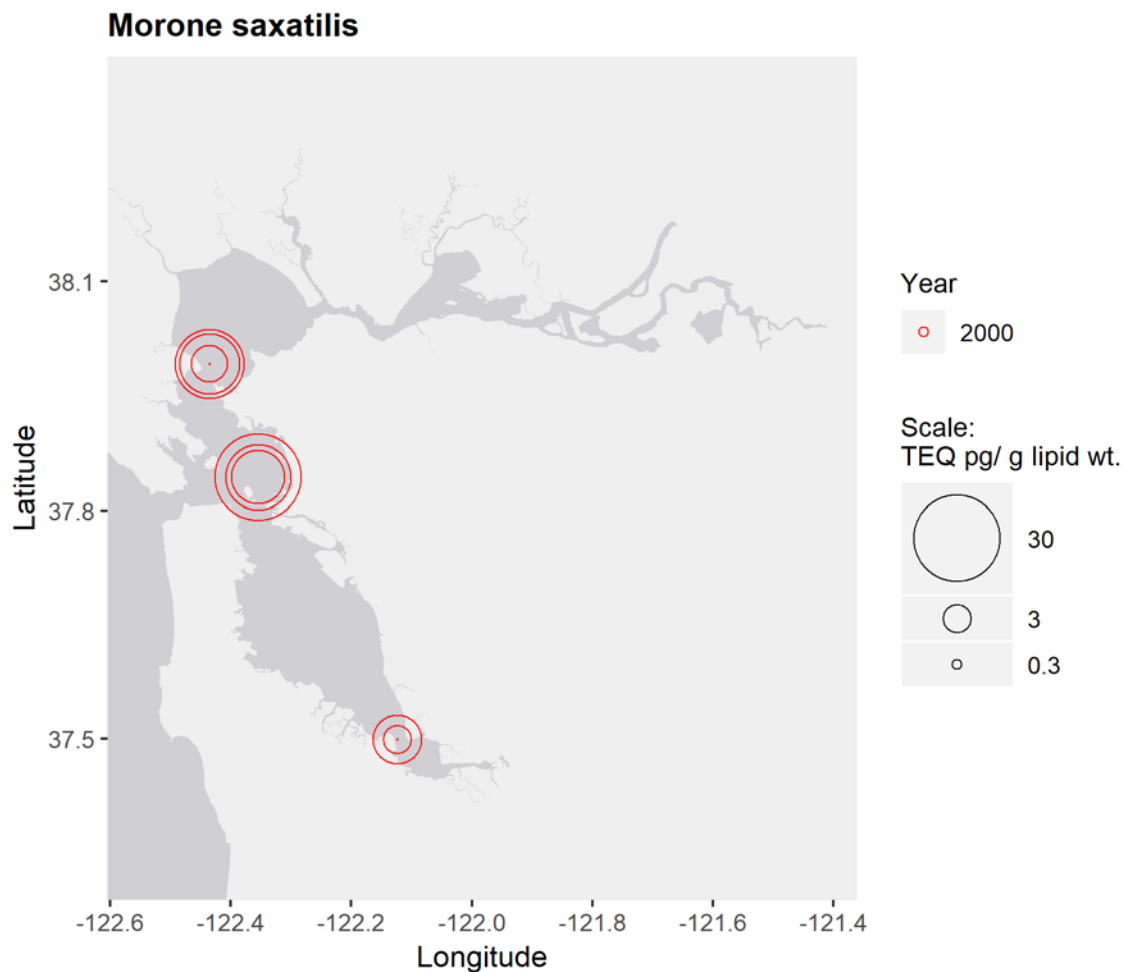 Morone saxatilis
38.1
37.8
37.5
Latitude
-122.6
-122.4
-122.2
-122.0
-121.8
-121.6
-121.4
Longitude
Year
2000
Scale:
TEQ pg/ g lipid wt.
30
3
0.3